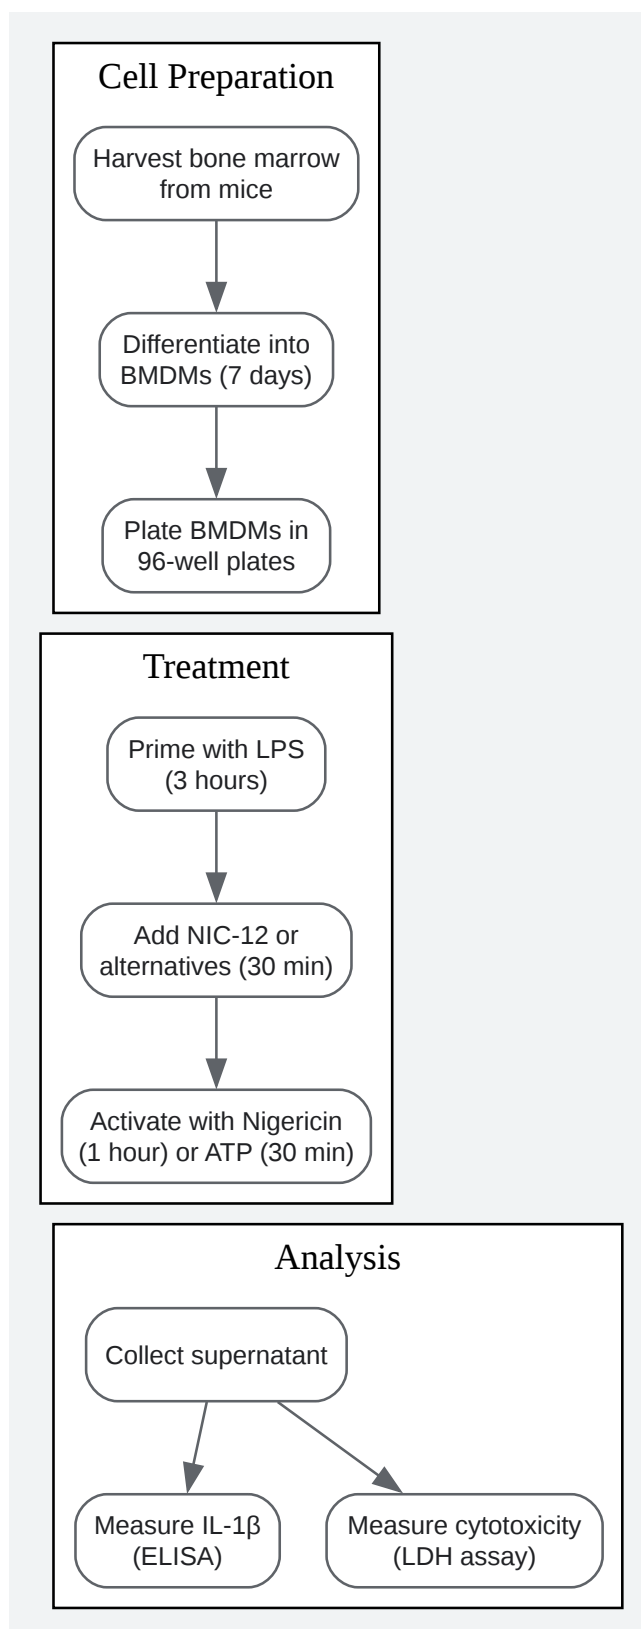 Cell Preparation
Harvest bone marrow
from mice
Differentiate into
BMDMs (7 days)
Plate BMDMs in
96-well plates
Treatment
Prime with LPS
(3 hours)
Add NIC-12 or
alternatives (30 min)
Activate with Nigericin
(1 hour) or ATP (30 min)
Analysis
Collect supernatant
Measure IL-1β
(ELISA)
Measure cytotoxicity
(LDH assay)